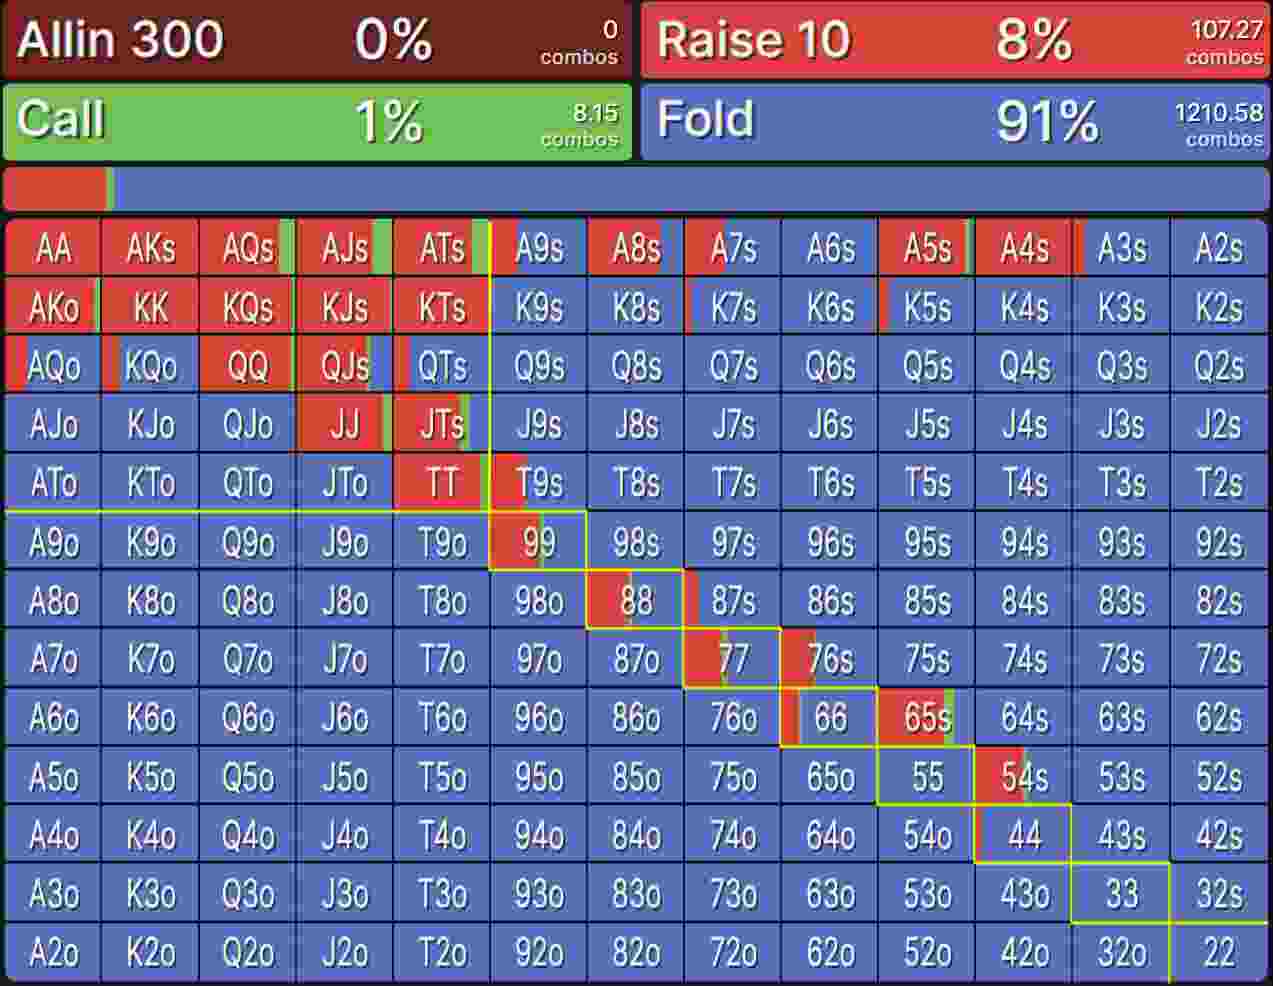 Allin 300 0% 0 combos Raise 10 8% 107.27 combos
Call 1% 8.15 combos Fold 91% 1210.58 combos
AA AKs AQs AJs ATs A9s A8s A7s A6s A5s A4s A3s A2s
AKo KK KQs KJs KTs K9s K8s K7s K6s K5s K4s K3s K2s
AQo KQo QQ QJs QTs Q9s Q8s Q7s Q6s Q5s Q4s Q3s Q2s
AJo KJo QJo JJ JTs J9s J8s J7s J6s J5s J4s J3s J2s
ATo KTo QTo JTo TT T9s T8s T7s T6s T5s T4s T3s T2s
A9o K9o Q9o J9o T9o 99 98s 97s 96s 95s 94s 93s 92s
A8o K8o Q8o J8o T8o 98o 88 87s 86s 85s 84s 83s 82s
A7o K7o Q7o J7o T7o 97o 87o 77 76s 75s 74s 73s 72s
A6o K6o Q6o J6o T6o 96o 86o 76o 66 65s 64s 63s 62s
A5o K5o Q5o J5o T5o 95o 85o 75o 65o 55 54s 53s 52s
A4o K4o Q4o J4o T4o 94o 84o 74o 64o 54o 44 43s 42s
A3o K3o Q3o J3o T3o 93o 83o 73o 63o 53o 43o 33 32s
A2o K2o Q2o J2o T2o 92o 82o 72o 62o 52o 42o 32o 22